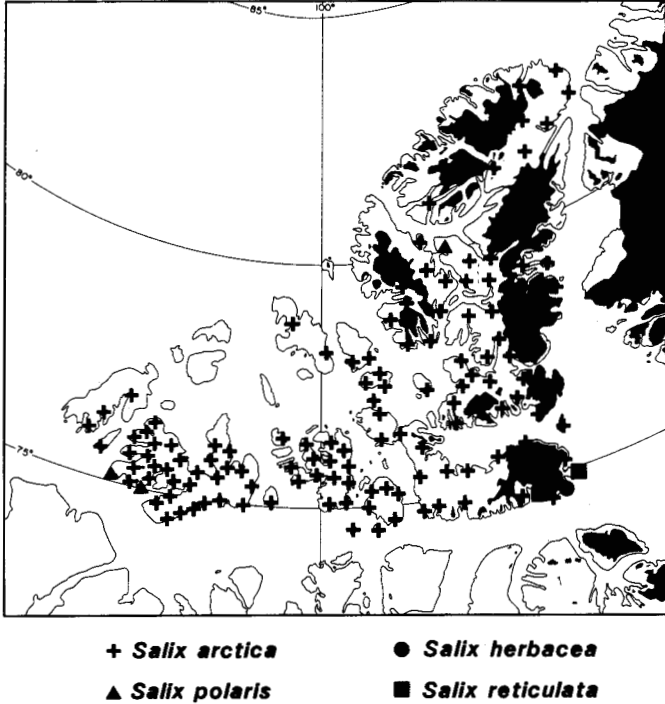 85° 100°
80°
75°
+ Salix arctica ● Salix herbacea
▲ Salix polaris ■ Salix reticulata